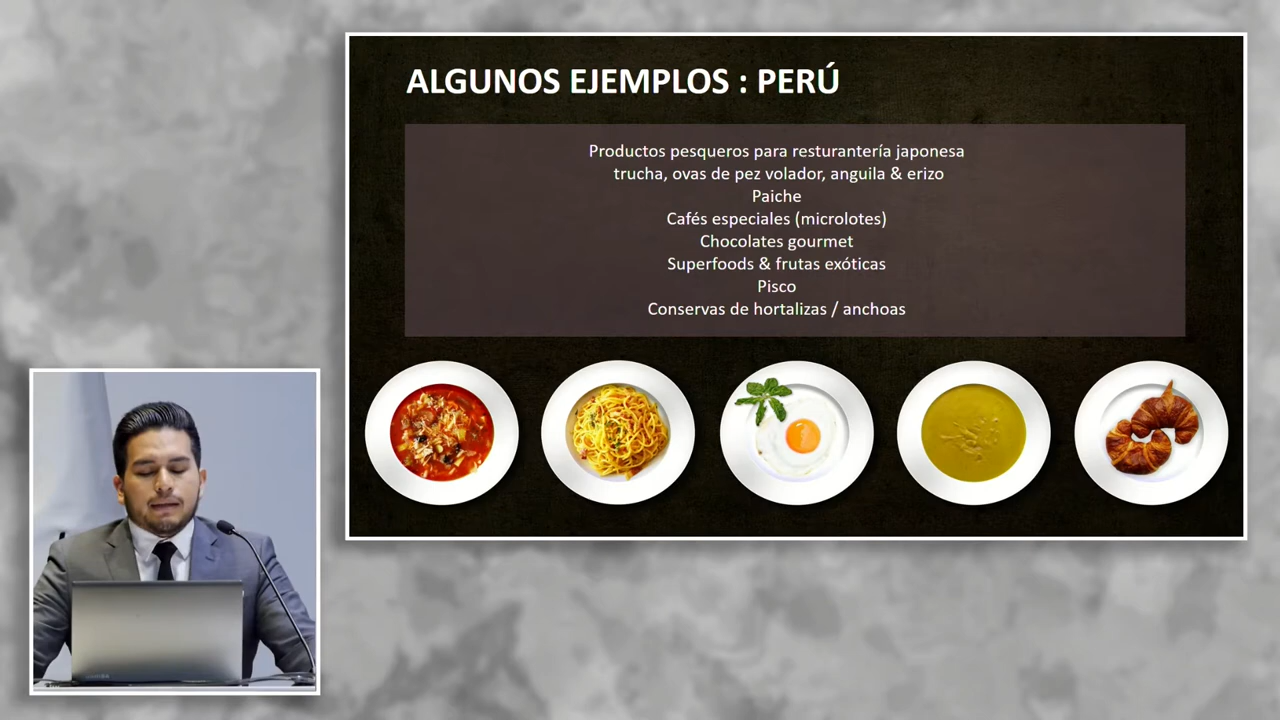 ALGUNOS EJEMPLOS : PERÚ
Productos pesqueros para resturantería japonesa
trucha, ovas de pez volador, anguila & erizo
Paiche
Cafés especiales (microlotes)
Chocolates gourmet
Superfoods & frutas exóticas
Pisco
Conservas de hortalizas / anchoas